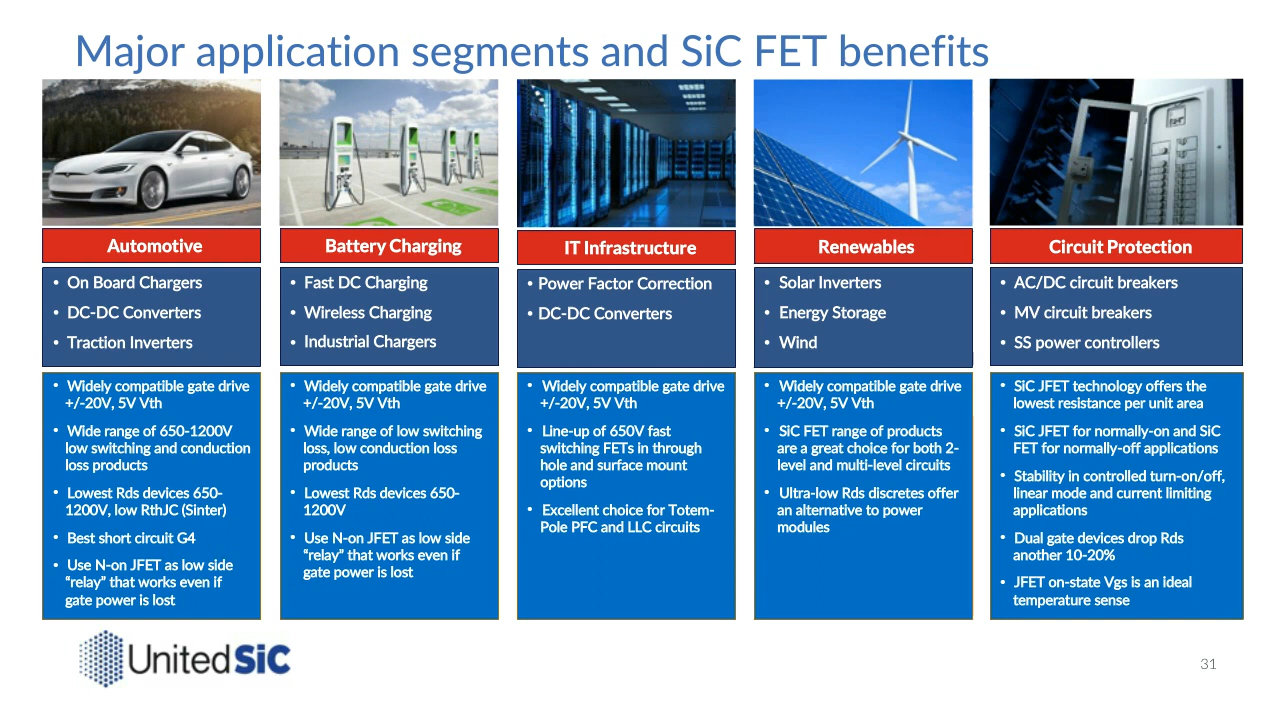 Major application segments and SiC FET benefits
Automotive
• On Board Chargers
• DC-DC Converters
• Traction Inverters
• Widely compatible gate drive
+/-20V, 5V Vth
• Wide range of 650-1200V
low switching and conduction
loss products
• Lowest Rds devices 650-
1200V, low RthJC (Sinter)
• Best short circuit G4
• Use N-on JFET as low side
“relay” that works even if
gate power is lost
Battery Charging
• Fast DC Charging
• Wireless Charging
• Industrial Chargers
• Widely compatible gate drive
+/-20V, 5V Vth
• Wide range of low switching
loss, low conduction loss
products
• Lowest Rds devices 650-
1200V
• Use N-on JFET as low side
“relay” that works even if
gate power is lost
IT Infrastructure
• Power Factor Correction
• DC-DC Converters
• Widely compatible gate drive
+/-20V, 5V Vth
• Line-up of 650V fast
switching FETs in through
hole and surface mount
options
• Excellent choice for Totem-
Pole PFC and LLC circuits
Renewables
• Solar Inverters
• Energy Storage
• Wind
• Widely compatible gate drive
+/-20V, 5V Vth
• SiC FET range of products
are a great choice for both 2-
level and multi-level circuits
• Ultra-low Rds discretes offer
an alternative to power
modules
Circuit Protection
• AC/DC circuit breakers
• MV circuit breakers
• SS power controllers
• SiC JFET technology offers the
lowest resistance per unit area
• SiC JFET for normally-on and SiC
FET for normally-off applications
• Stability in controlled turn-on/off,
linear mode and current limiting
applications
• Dual gate devices drop Rds
another 10-20%
• JFET on-state Vgs is an ideal
temperature sense
UnitedSiC
31